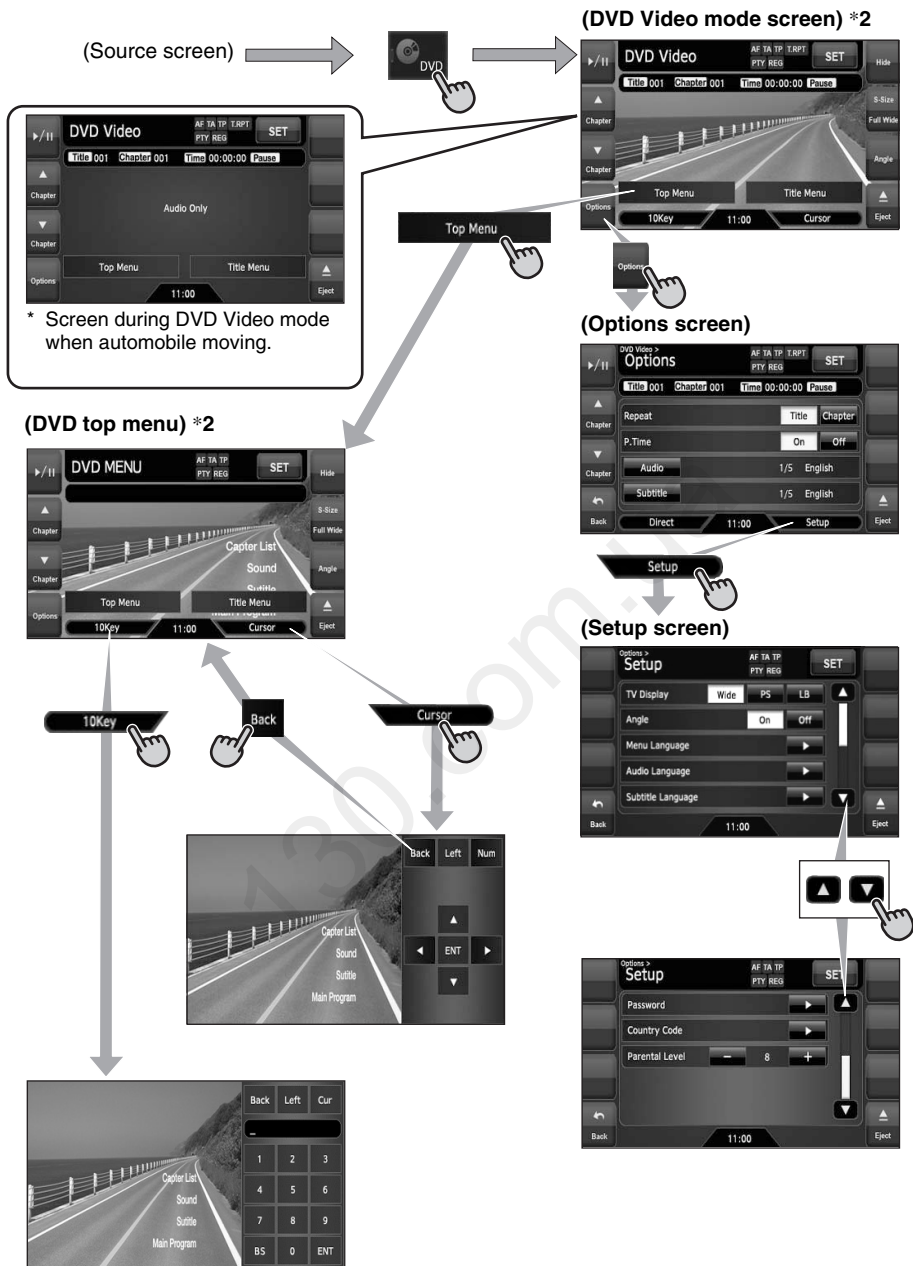 (Source screen)
DVD
(DVD Video mode screen) *2
DVD Video
AF TA TP T.RPT
PTY REG
SET
Hide
Title 001 Chapter 001 Time 00:00:00 Pause
Chapter
Chapter
S-Size
Full Wide
Angle
Options
Top Menu
Title Menu
10Key
11:00
Cursor
Eject
DVD Video
AF TA TP T.RPT
PTY REG
SET
Title 001 Chapter 001 Time 00:00:00 Pause
Chapter
Audio Only
Chapter
Top Menu
Title Menu
Options
11:00
Eject
* Screen during DVD Video mode
when automobile moving.
Top Menu
Options
(Options screen)
DVD Video >
Options
AF TA TP T.RPT
PTY REG
SET
Title 001 Chapter 001 Time 00:00:00 Pause
Chapter
Repeat Title Chapter
P.Time On Off
Chapter
Audio 1/5 English
Subtitle 1/5 English
Back
Direct
11:00
Setup
Eject
Setup
(DVD top menu) *2
DVD MENU
AF TA TP
PTY REG
SET
Hide
Chapter
S-Size
Full Wide
Capter List
Sound
Sutitle
Main Program
Chapter
Angle
Options
Top Menu
Title Menu
10Key
11:00
Cursor
Eject
10Key
Back
Cursor
(Setup screen)
Options >
Setup
AF TA TP
PTY REG
SET
TV Display Wide PS LB
Angle On Off
Menu Language
Audio Language
Subtitle Language
Back
11:00
Eject
Back Left Num
ENT
Capter List
Sound
Sutitle
Main Program
Options >
Setup
AF TA TP
PTY REG
SET
Password
Country Code
Parental Level − 8 +
Back
11:00
Eject
Back Left Cur
_
1 2 3
4 5 6
7 8 9
BS 0 ENT
Capter List
Sound
Sutitle
Main Program